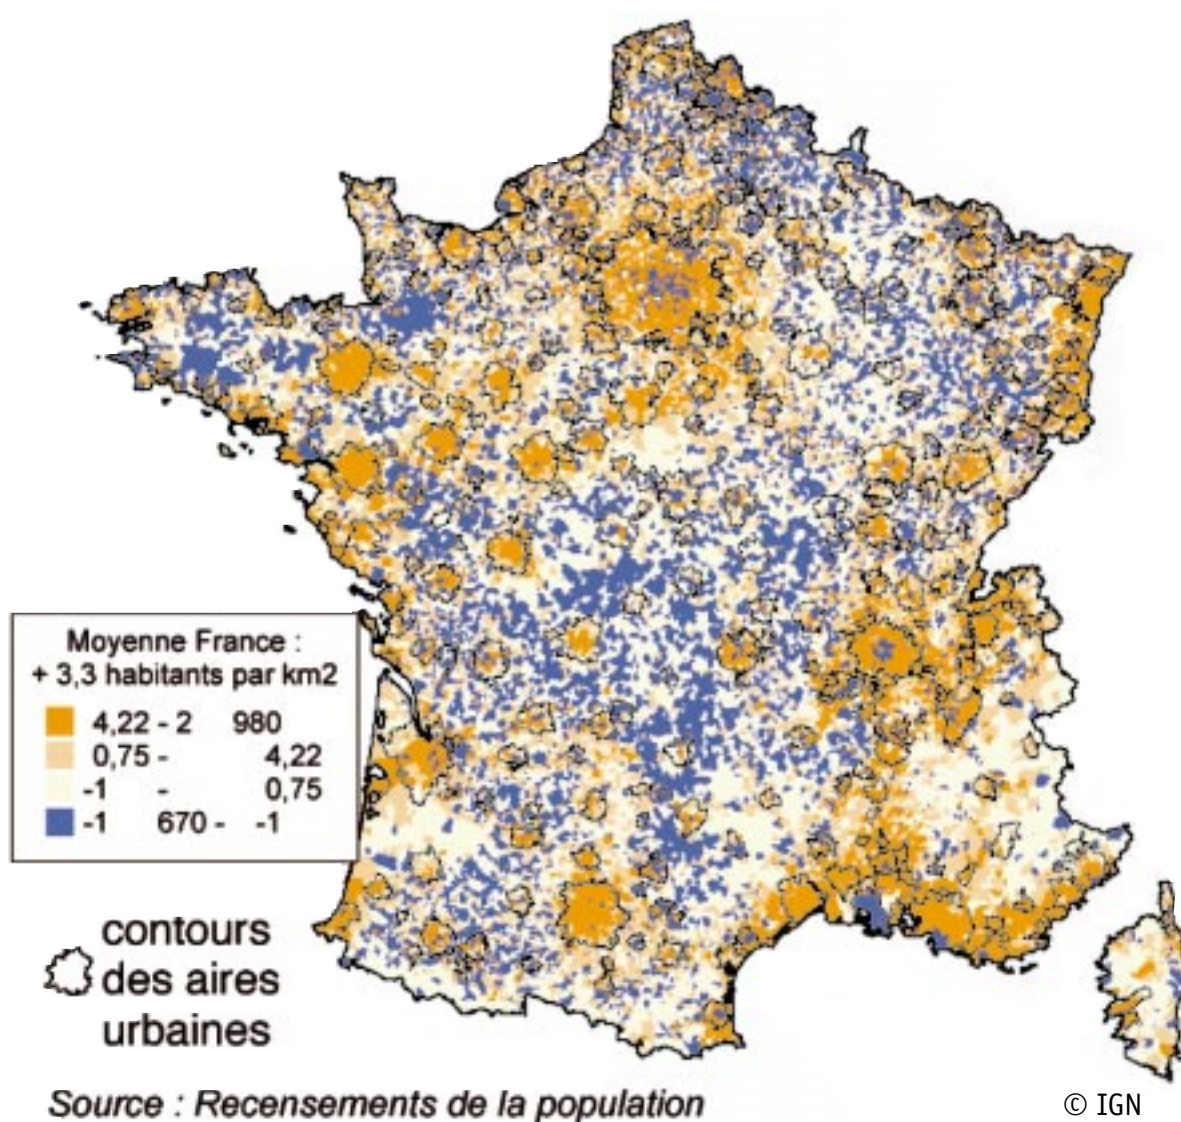 Moyenne France :
+ 3,3 habitants par km2
4,22 - 2 980
0,75 - 4,22
-1 - 0,75
-1 670 - -1
contours
des aires
urbaines
Source : Recensements de la population
© IGN